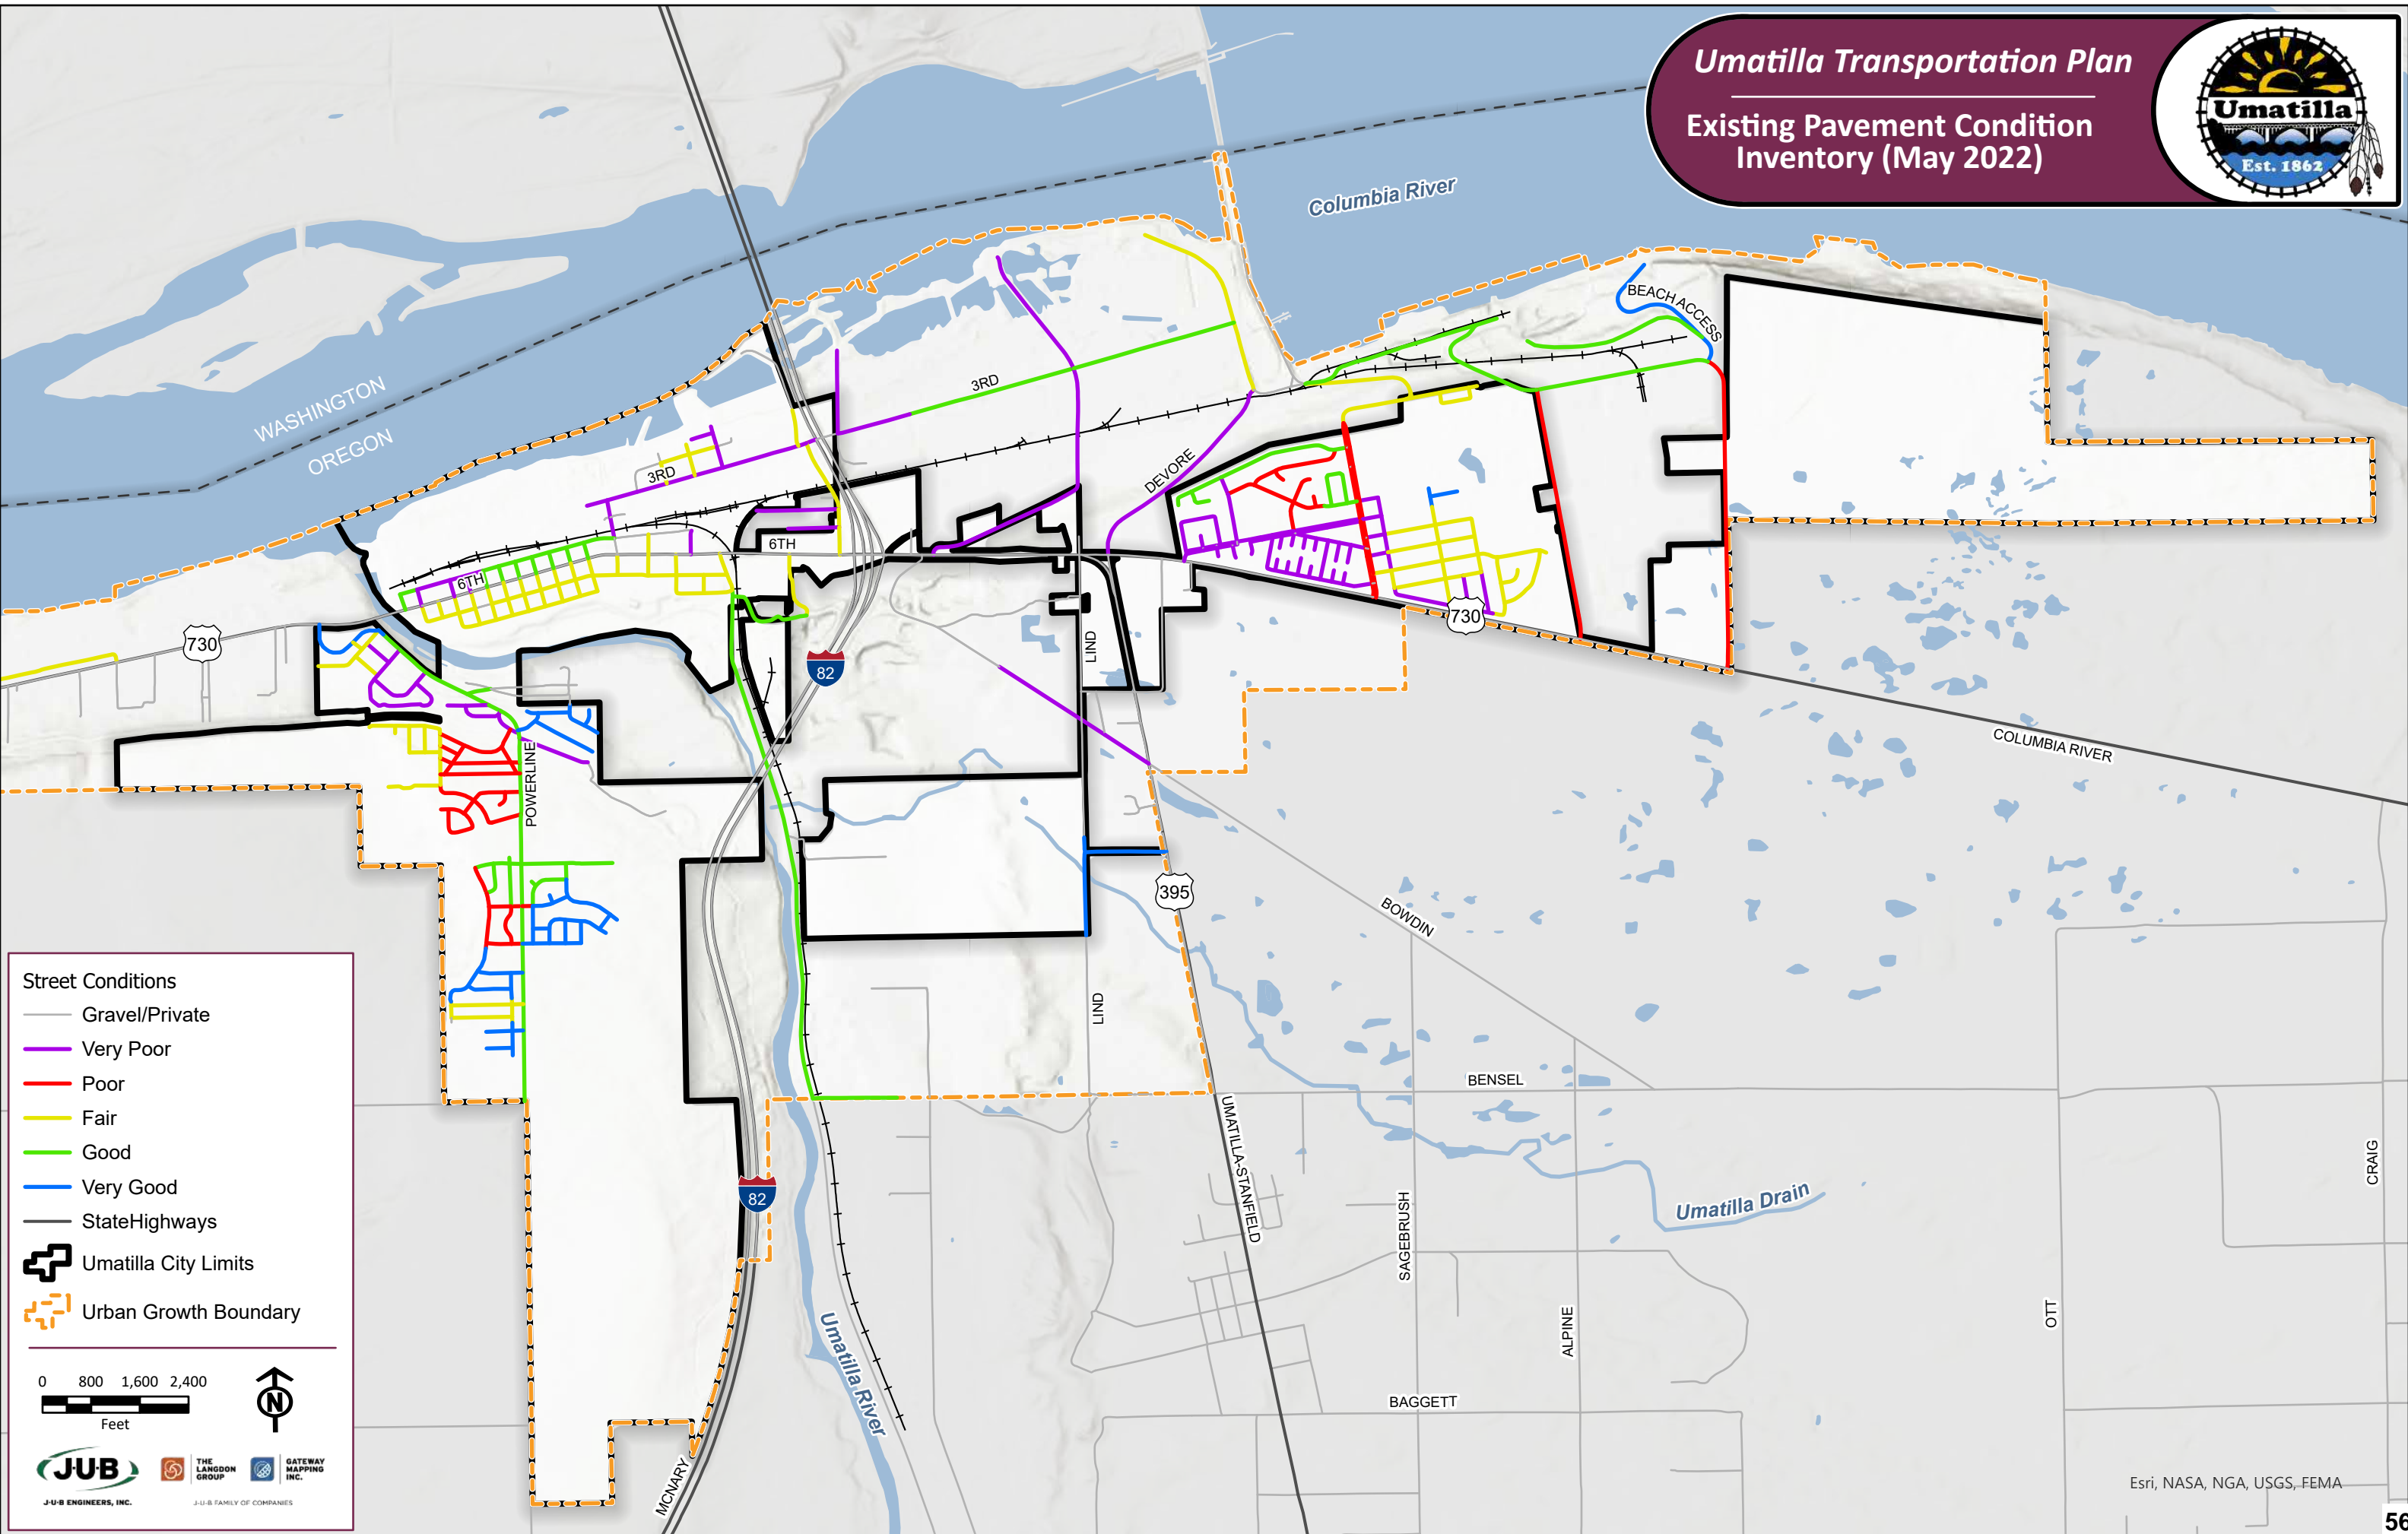 Umatilla Transportation Plan
Existing Pavement Condition
Inventory (May 2022)
Umatilla
Est. 1862
Columbia River
BEACH ACCESS
WASHINGTON
OREGON
3RD
3RD
DEVORE
6TH
6TH
730
730
LIND
82
COLUMBIA RIVER
POWERLINE
395
BOWDIN
LIND
BENSEL
UMATILLA-STANFIELD
SAGEBRUSH
Umatilla Drain
CRAIG
82
ALPINE
OTT
Umatilla River
BAGGETT
MCNARY
Street Conditions
Gravel/Private
Very Poor
Poor
Fair
Good
Very Good
StateHighways
Umatilla City Limits
Urban Growth Boundary
0 800 1,600 2,400
Feet
N
J·U·B
J·U·B ENGINEERS, INC.
THE
LANGDON
GROUP
GATEWAY
MAPPING
INC.
J·U·B FAMILY OF COMPANIES
Esri, NASA, NGA, USGS, FEMA
56